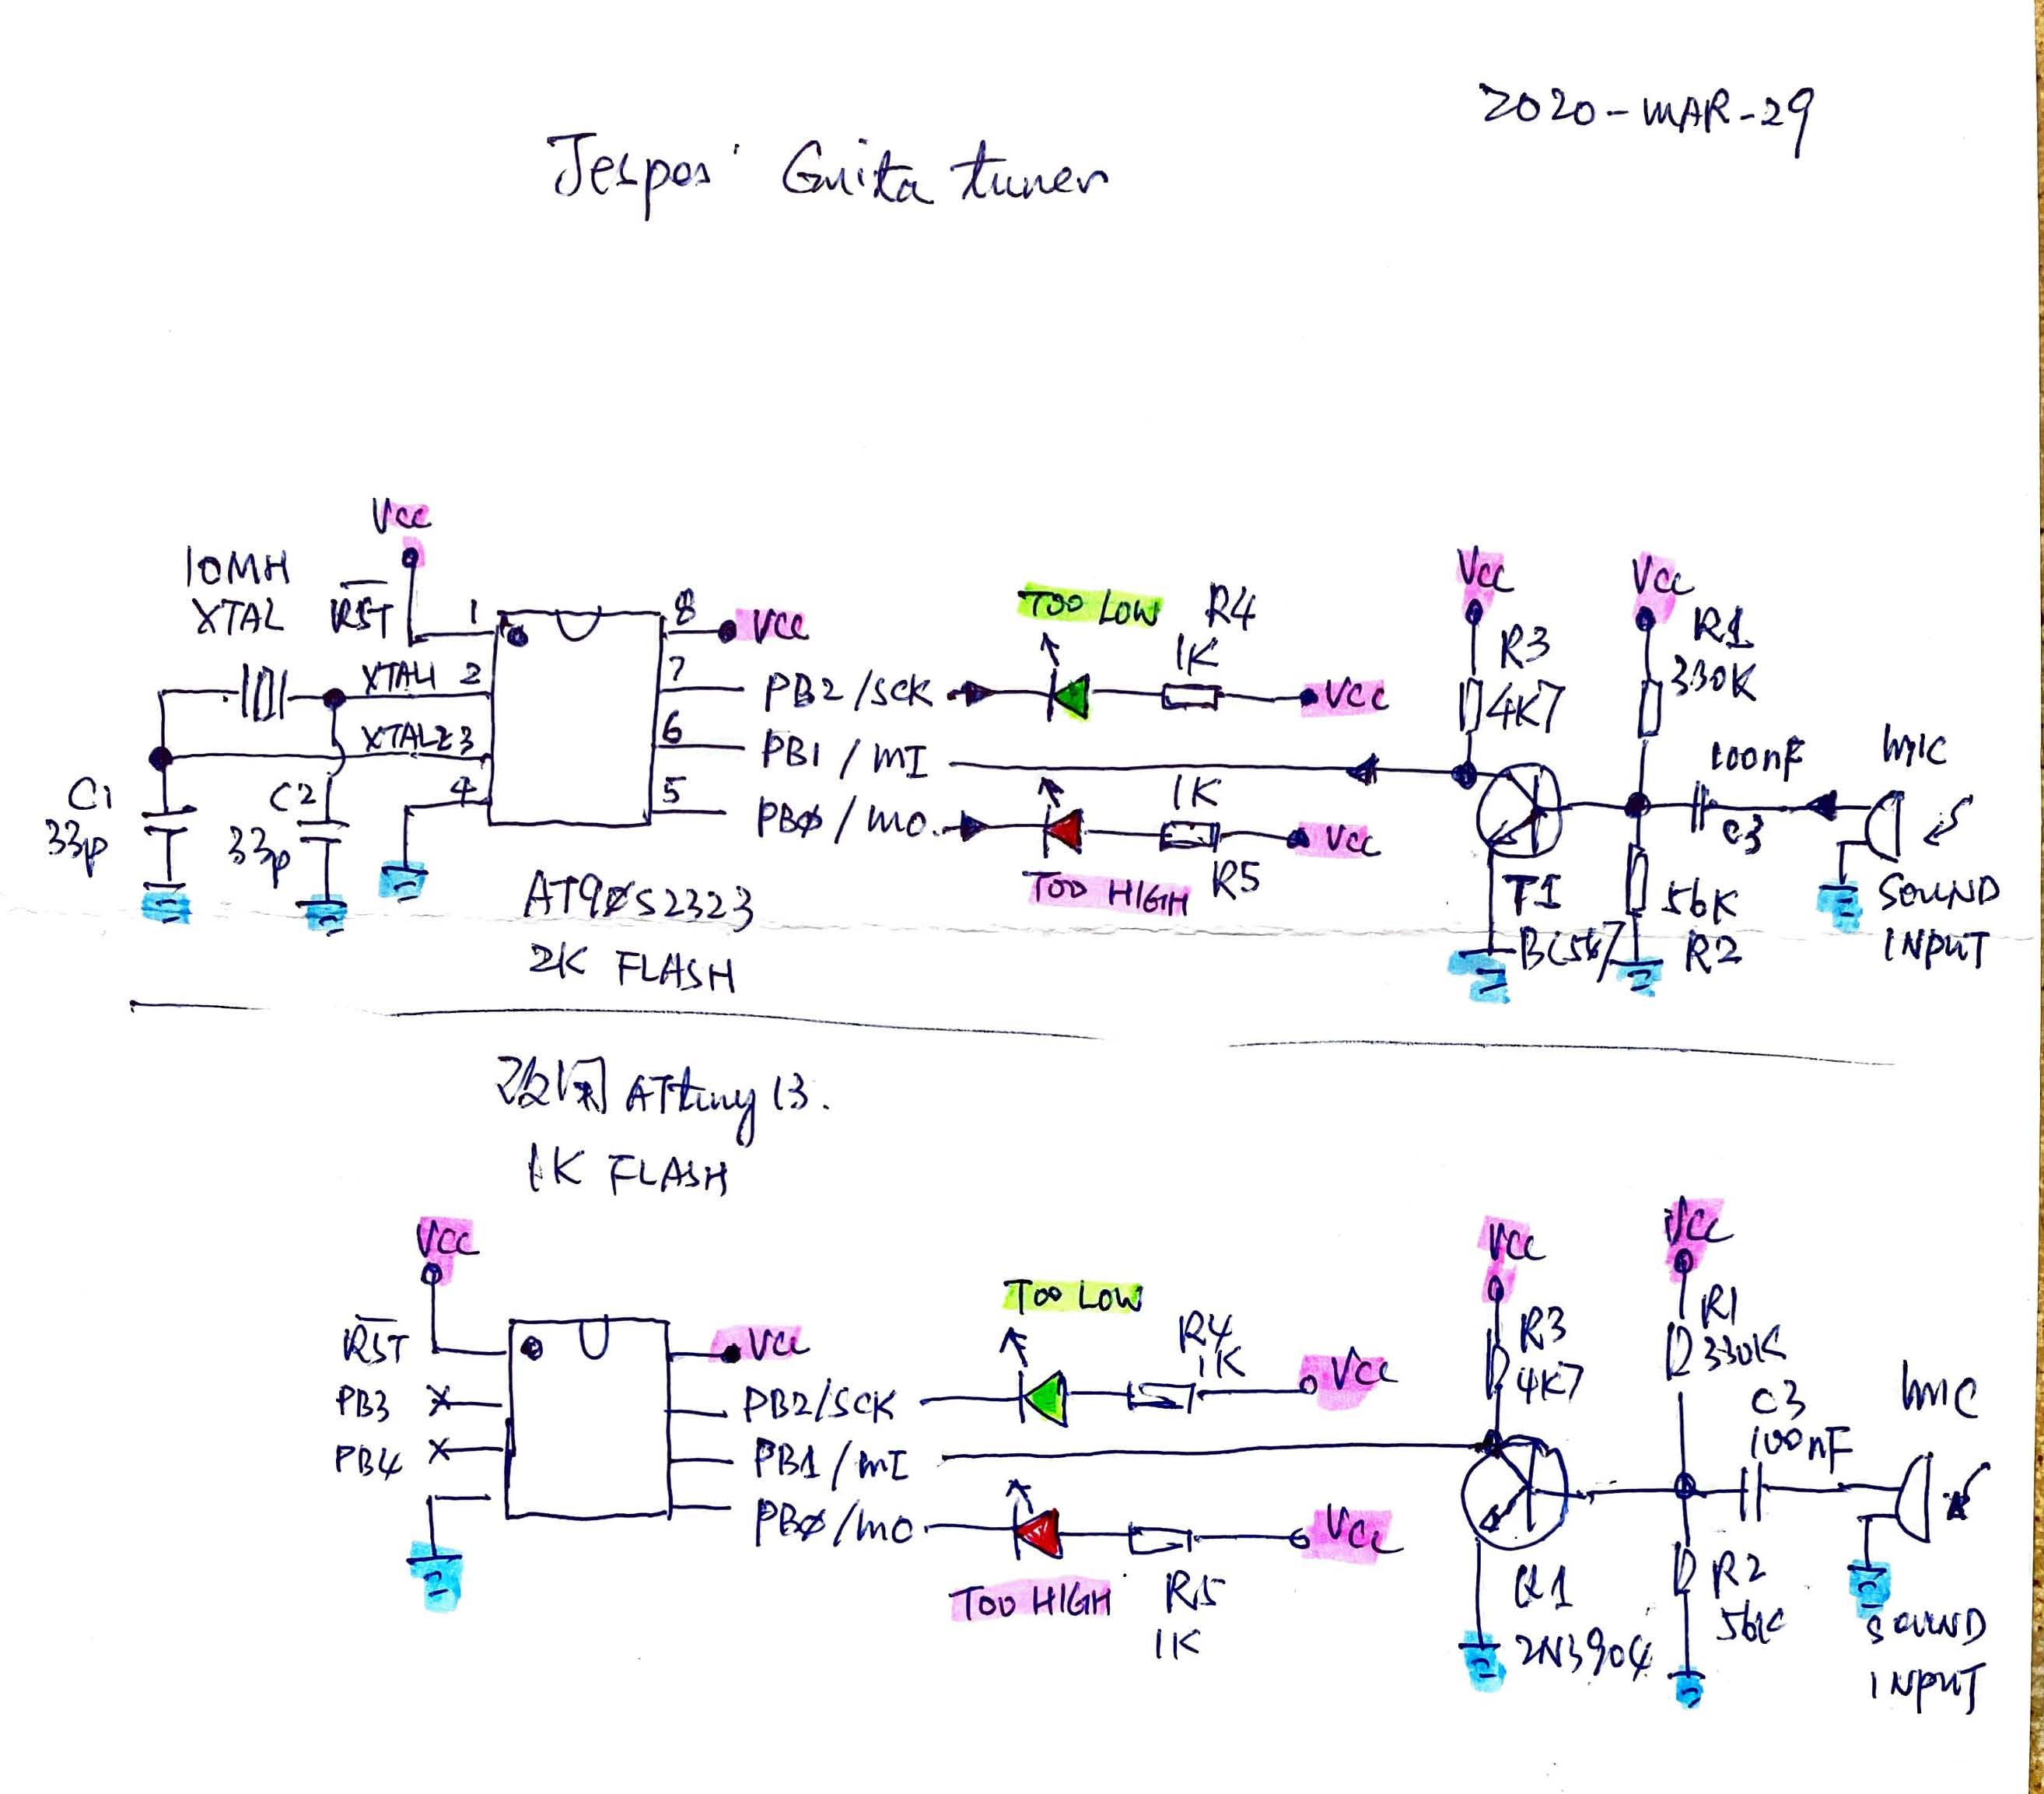 2020-MAR-29
Jespos' Guita tuner
Vcc
10MH
XTAL
RST
1
8
Vcc
XTAL1 2
7
PB2/SCK
TOO LOW
R4
1K
Vcc
XTAL2 3
6
PB1/MI
4
5
PBø/MO.
1K
R5
Vcc
TOO HIGH
C1
33p
C2
33p
AT9øS2323
2K FLASH
Vcc
R3
4K7
Vcc
R1
330K
100nF
C3
MIC
T1
BC547
56K
R2
SOUND
INPUT
改用 ATtiny 13.
1K FLASH
Vcc
RST
PB3
PB4
Vcc
PB2/SCK
PB1/MI
PBø/MO
TOO LOW
R4
1K
Vcc
TOO HIGH
R5
1K
Vcc
Vcc
R3
4K7
Vcc
R1
330K
C3
100nF
MIC
Q1
2N3904
R2
56K
SOUND
INPUT